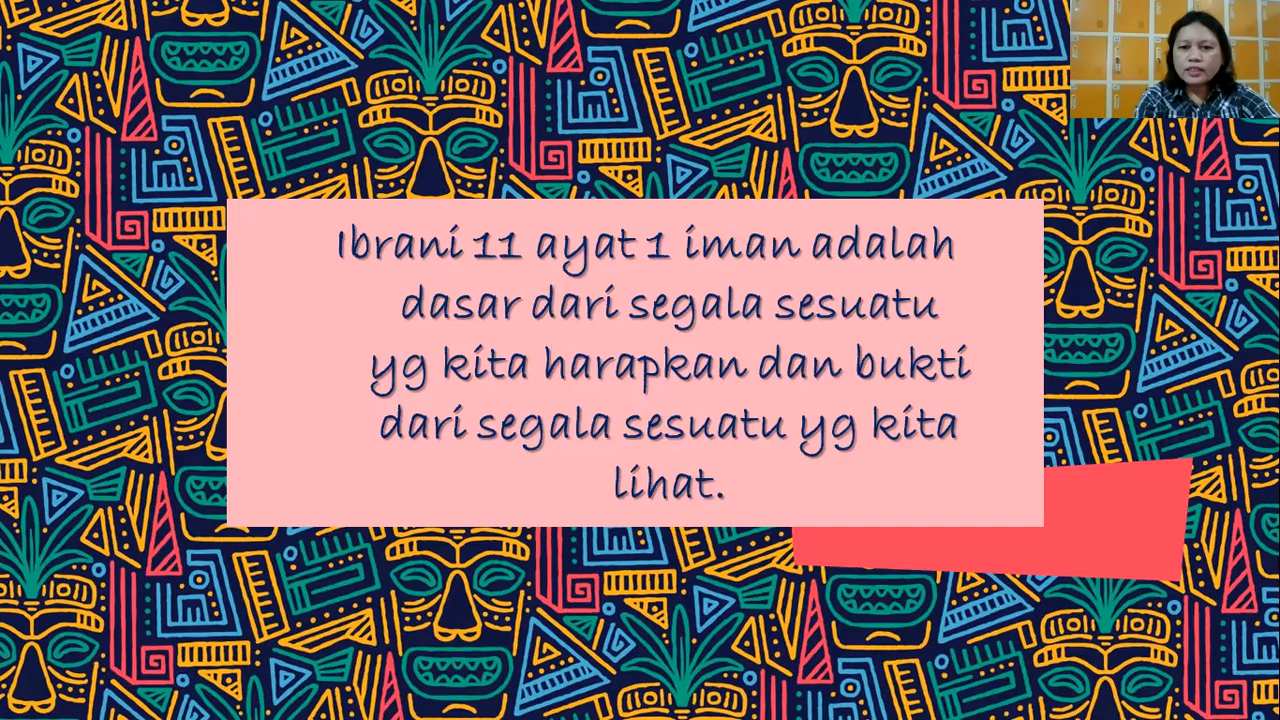 Ibrani 11 ayat 1 iman adalah
dasar dari segala sesuatu
yg kita harapkan dan bukti
dari segala sesuatu yg kita
lihat.